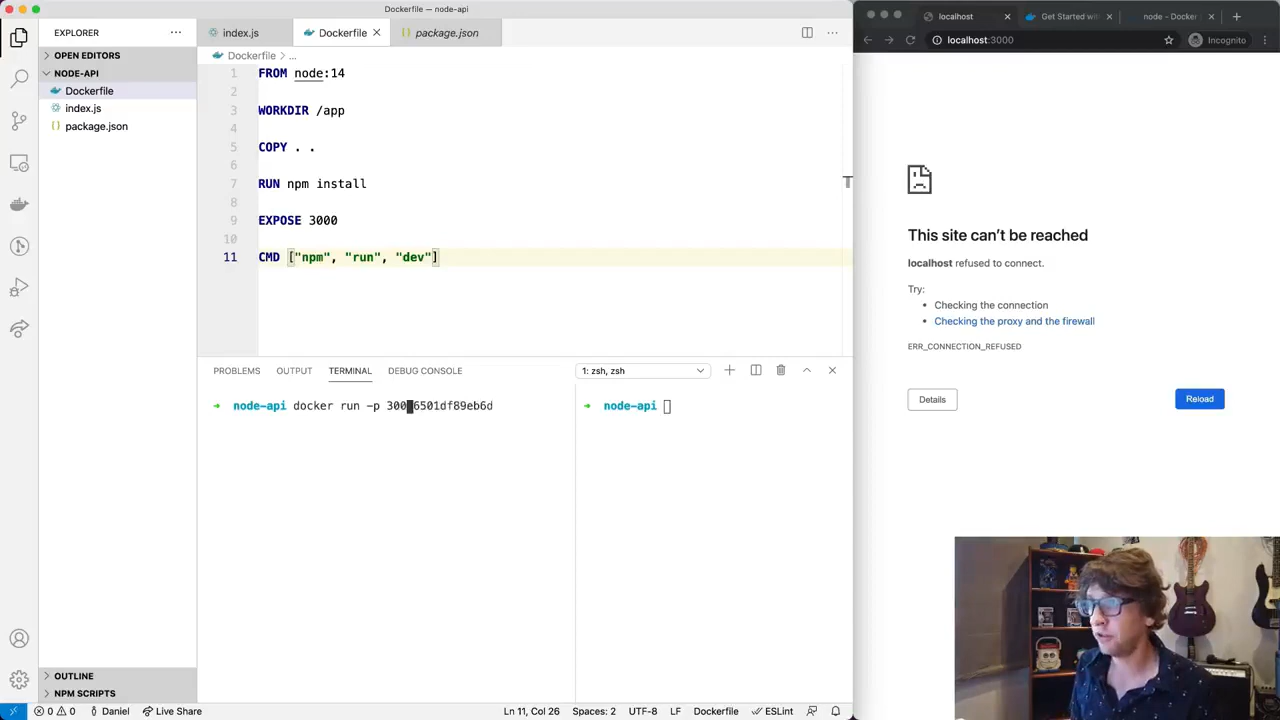 Dockerfile — node-api
EXPLORER
OPEN EDITORS
NODE-API
Dockerfile
index.js
package.json
OUTLINE
NPM SCRIPTS
index.js
Dockerfile
package.json
Dockerfile > ...
1 FROM node:14
2
3 WORKDIR /app
4
5 COPY . .
6
7 RUN npm install
8
9 EXPOSE 3000
10
11 CMD ["npm", "run", "dev"]
PROBLEMS OUTPUT TERMINAL DEBUG CONSOLE
1: zsh, zsh
→ node-api docker run -p 300 6501df89eb6d
→ node-api
0 0 Daniel Live Share
Ln 11, Col 26 Spaces: 2 UTF-8 LF Dockerfile ESLint
localhost
Get Started wit
node - Docker
localhost:3000
Incognito
This site can't be reached
localhost refused to connect.
Try:
• Checking the connection
• Checking the proxy and the firewall
ERR_CONNECTION_REFUSED
Details
Reload